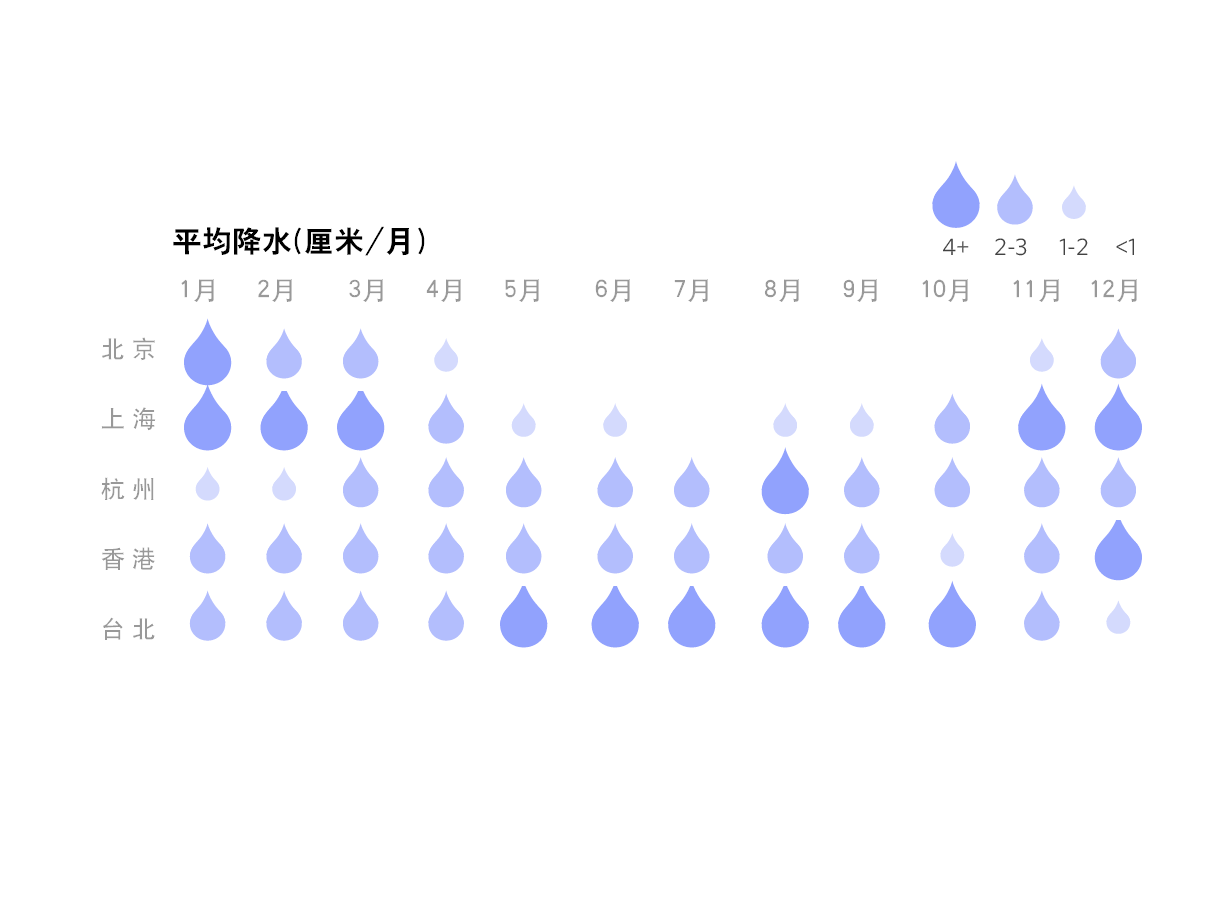 4+ 2-3 1-2 <1
平均降水(厘米/月)
1月 2月 3月 4月 5月 6月 7月 8月 9月 10月 11月 12月
北京
上海
杭州
香港
台北